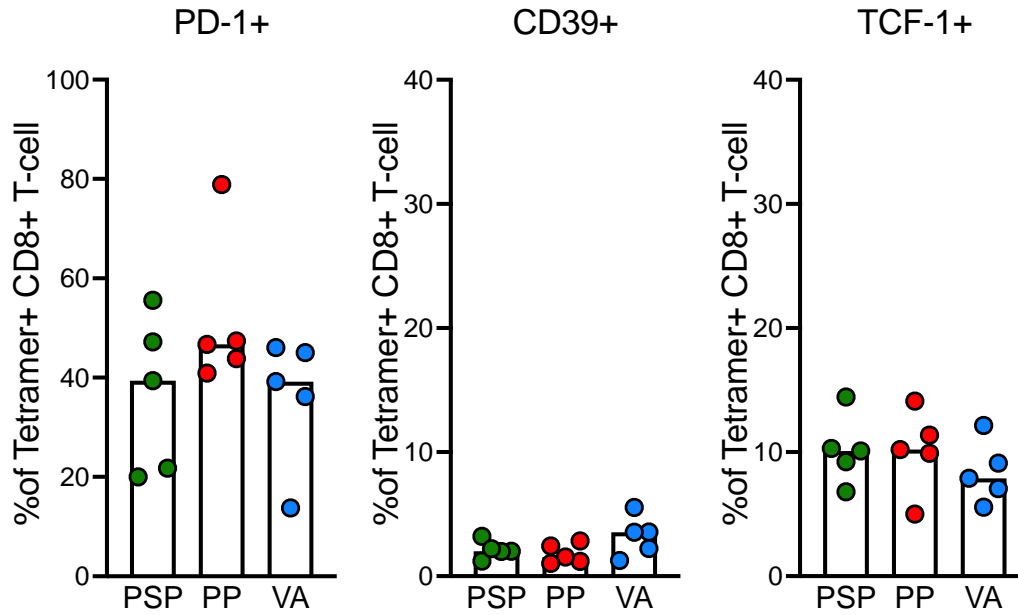 PD-1+
%of Tetramer+ CD8+ T-cell
100
80
60
40
20
0
PSP PP VA
CD39+
%of Tetramer+ CD8+ T-cell
40
30
20
10
0
PSP PP VA
TCF-1+
%of Tetramer+ CD8+ T-cell
40
30
20
10
0
PSP PP VA